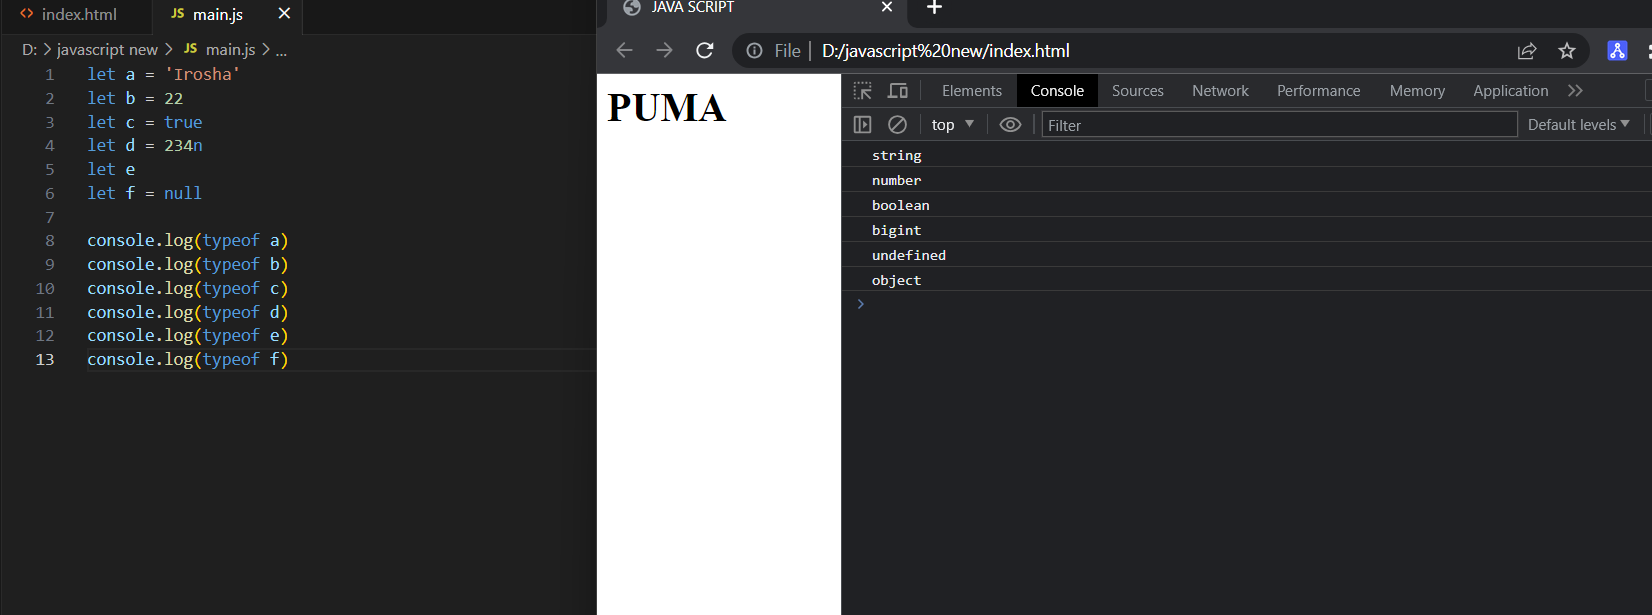 index.html
JS main.js
D: > javascript new > JS main.js > ...
1 let a = 'Irosha'
2 let b = 22
3 let c = true
4 let d = 234n
5 let e
6 let f = null
7
8 console.log(typeof a)
9 console.log(typeof b)
10 console.log(typeof c)
11 console.log(typeof d)
12 console.log(typeof e)
13 console.log(typeof f)
JAVA SCRIPT
File | D:/javascript%20new/index.html
PUMA
Elements Console Sources Network Performance Memory Application
top Filter Default levels
string
number
boolean
bigint
undefined
object